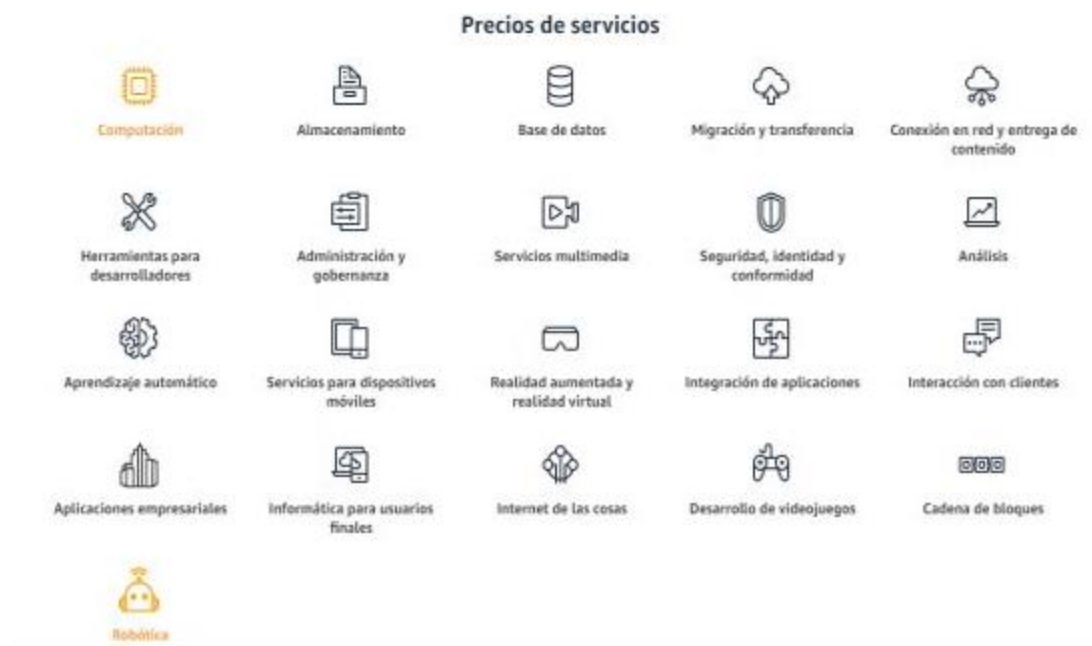 Precios de servicios
Computación
Almacenamiento
Base de datos
Migración y transferencia
Conexión en red y entrega de
contenido
Herramientas para
desarrolladores
Administración y
gobernanza
Servicios multimedia
Seguridad, identidad y
conformidad
Análisis
Aprendizaje automático
Servicios para dispositivos
móviles
Realidad aumentada y
realidad virtual
Integración de aplicaciones
Interacción con clientes
Aplicaciones empresariales
Informática para usuarios
finales
Internet de las cosas
Desarrollo de videojuegos
Cadena de bloques
Robótica